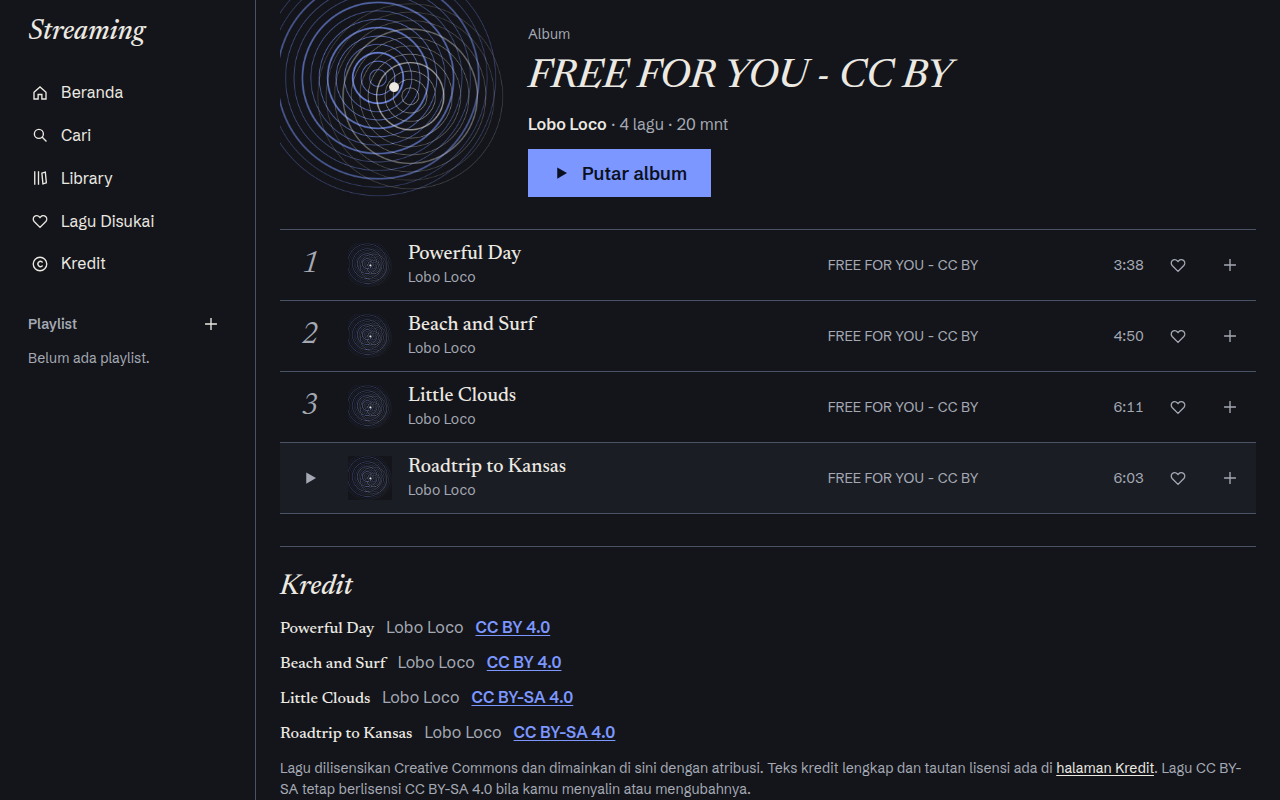 Streaming
Beranda
Cari
Library
Lagu Disukai
Kredit
Playlist
Belum ada playlist.
Album
FREE FOR YOU - CC BY
Lobo Loco · 4 lagu · 20 mnt
Putar album
1 Powerful Day FREE FOR YOU - CC BY 3:38
Lobo Loco
2 Beach and Surf FREE FOR YOU - CC BY 4:50
Lobo Loco
3 Little Clouds FREE FOR YOU - CC BY 6:11
Lobo Loco
Roadtrip to Kansas FREE FOR YOU - CC BY 6:03
Lobo Loco
Kredit
Powerful Day Lobo Loco CC BY 4.0
Beach and Surf Lobo Loco CC BY 4.0
Little Clouds Lobo Loco CC BY-SA 4.0
Roadtrip to Kansas Lobo Loco CC BY-SA 4.0
Lagu dilisensikan Creative Commons dan dimainkan di sini dengan atribusi. Teks kredit lengkap dan tautan lisensi ada di halaman Kredit. Lagu CC BY-
SA tetap berlisensi CC BY-SA 4.0 bila kamu menyalin atau mengubahnya.